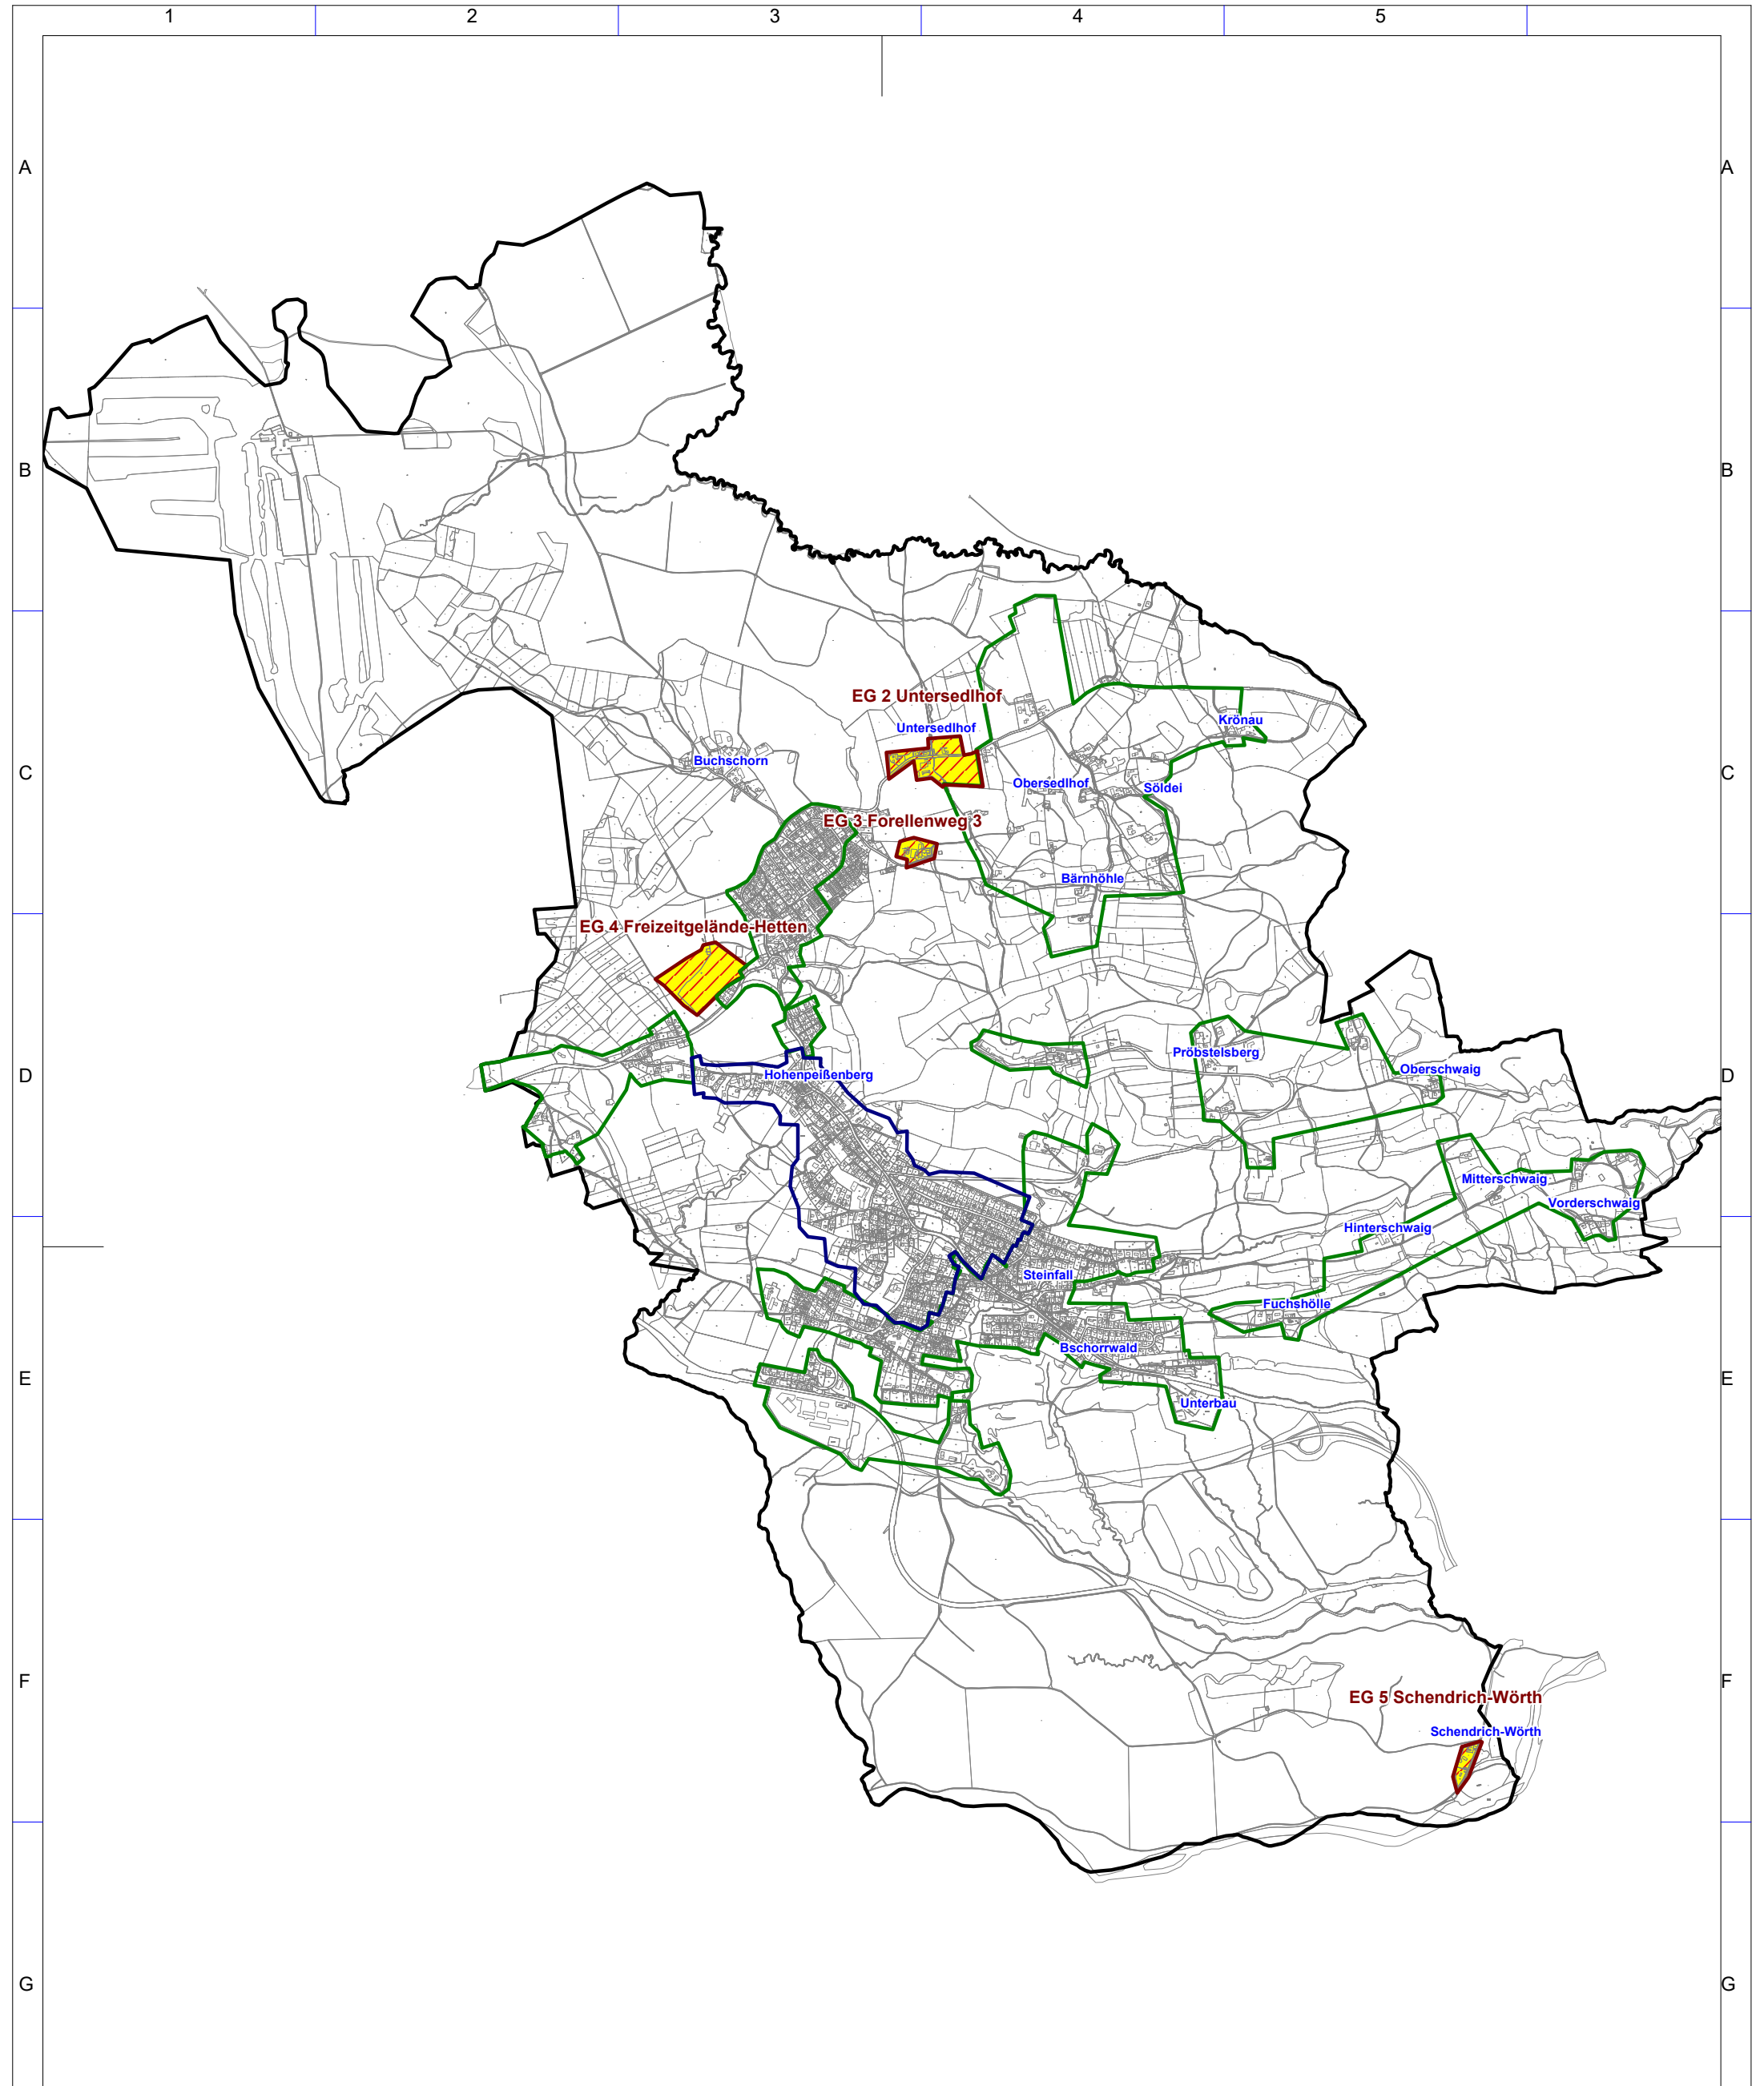 1 2 3 4 5
A A
B B
EG 2 Untersedlhof
Untersedlhof
Krönau
Buchschorn
C C
Obersedlhof
Söldei
EG 3 Forellenweg 3
Bärnhöhle
EG 4 Freizeitgelände-Hetten
Pröbstelsberg
Oberschwaig
D Hohenpeißenberg D
Mitterschwaig
Vorderschwaig
Hinterschwaig
Steinfall
Fuchshölle
Bschorrwald
E E
Unterbau
F F
EG 5 Schendrich-Wörth
Schendrich-Wörth
G G